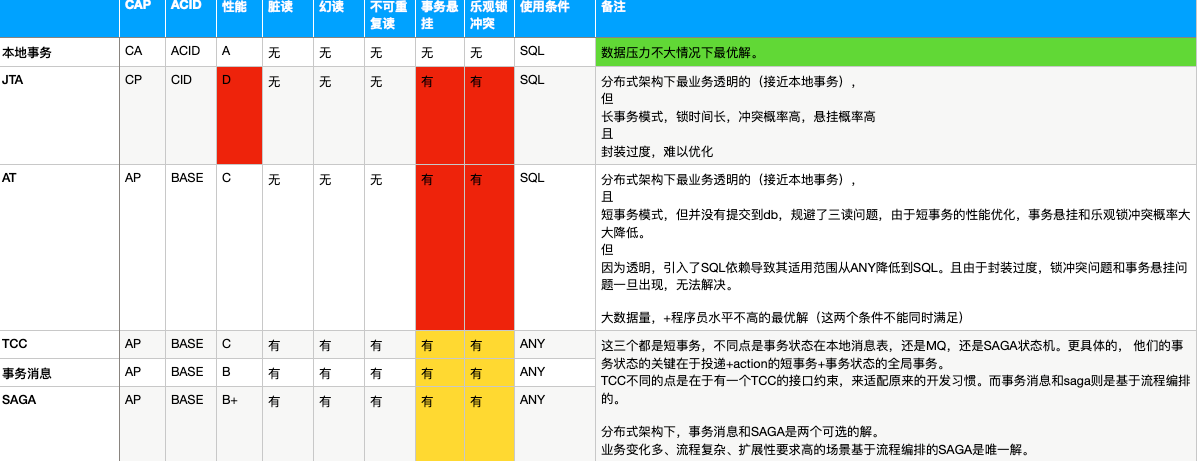 CAP ACID 性能 脏读 幻读 不可重复读 事务悬挂 乐观锁冲突 使用条件 备注
本地事务 CA ACID A 无 无 无 无 无 SQL 数据压力不大情况下最优解。
JTA CP CID D 无 无 无 有 有 SQL 分布式架构下最业务透明的（接近本地事务），
但
长事务模式，锁时间长，冲突概率高，悬挂概率高
且
封装过度，难以优化
AT AP BASE C 无 无 无 有 有 SQL 分布式架构下最业务透明的（接近本地事务），
且
短事务模式，但并没有提交到db，规避了三读问题，由于短事务的性能优化，事务悬挂和乐观锁冲突概率大
大降低。
但
因为透明，引入了SQL依赖导致其适用范围从ANY降低到SQL。且由于封装过度，锁冲突问题和事务悬挂问
题一旦出现，无法解决。
大数据量，+程序员水平不高的最优解（这两个条件不能同时满足）
TCC AP BASE C 有 有 有 有 有 ANY 这三个都是短事务，不同点是事务状态在本地消息表，还是MQ，还是SAGA状态机。更具体的， 他们的事
务状态的关键在于投递+action的短事务+事务状态的全局事务。
事务消息 AP BASE B 有 有 有 有 有 ANY
TCC不同的点是在于有一个TCC的接口约束，来适配原来的开发习惯。而事务消息和saga则是基于流程编排
的。
SAGA AP BASE B+ 有 有 有 有 有 ANY
分布式架构下，事务消息和SAGA是两个可选的解。
业务变化多、流程复杂、扩展性要求高的场景基于流程编排的SAGA是唯一解。